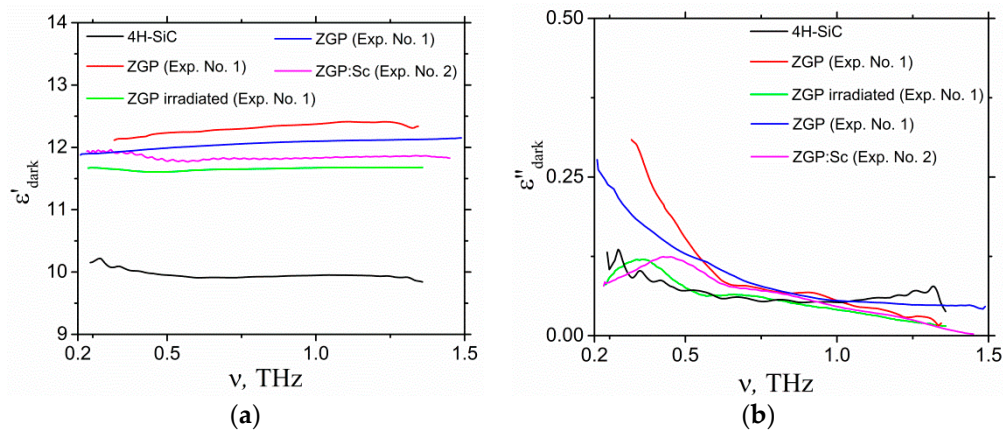 (a)
14
13
12
11
10
9
ε'dark
4H-SiC
ZGP (Exp. No. 1)
ZGP (Exp. No. 1)
ZGP:Sc (Exp. No. 2)
ZGP irradiated (Exp. No. 1)
0.2 0.5 1.0 1.5
ν, THz
(a)
(b)
0.50
0.25
0.00
ε''dark
4H-SiC
ZGP (Exp. No. 1)
ZGP irradiated (Exp. No. 1)
ZGP (Exp. No. 1)
ZGP:Sc (Exp. No. 2)
0.2 0.5 1.0 1.5
ν, THz
(b)